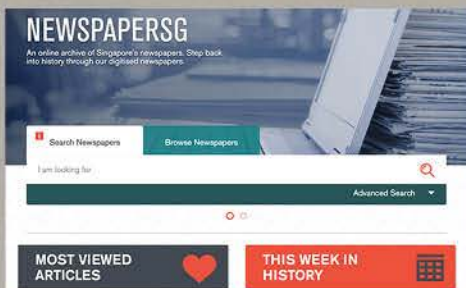 NEWSPAPERSG
An online archive of Singapore's newspapers. Step back
into history through our digitised newspapers.
1
Search Newspapers
Browse Newspapers
I am looking for
Advanced Search
MOST VIEWED
ARTICLES
THIS WEEK IN
HISTORY